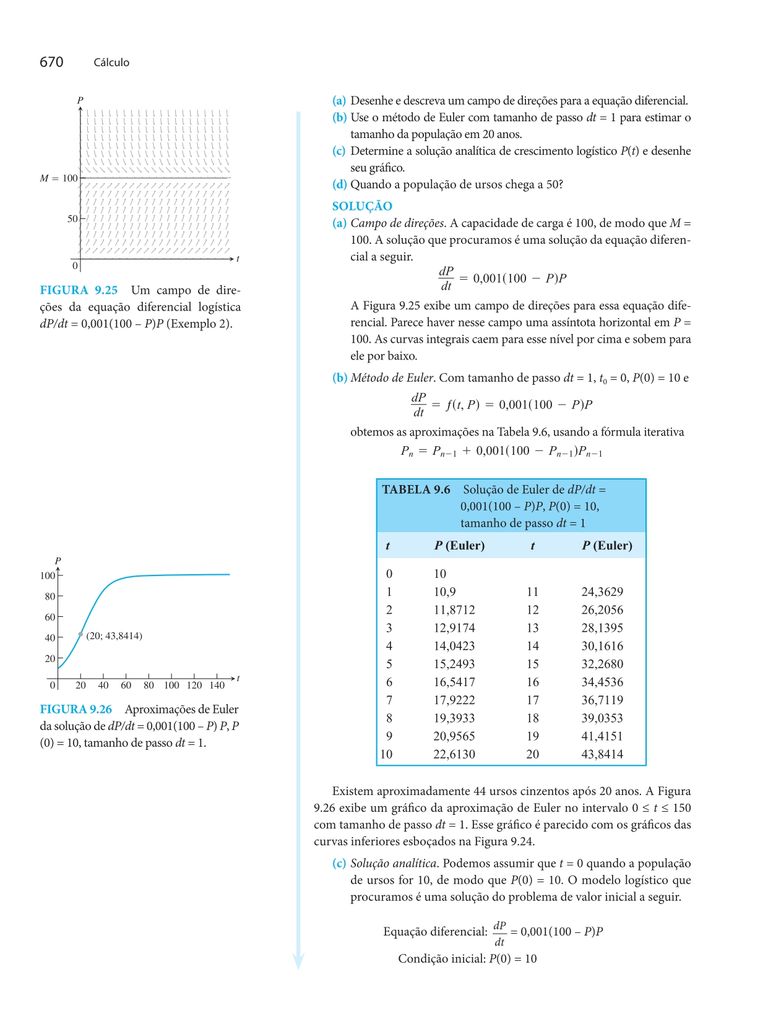 670 Cálculo
P
M = 100
50
0
t
FIGURA 9.25 Um campo de dire-
ções da equação diferencial logística
dP/dt = 0,001(100 – P)P (Exemplo 2).
P
100
80
60
40
20
(20; 43,8414)
0 20 40 60 80 100 120 140
t
FIGURA 9.26 Aproximações de Euler
da solução de dP/dt = 0,001(100 – P) P, P
(0) = 10, tamanho de passo dt = 1.
(a) Desenhe e descreva um campo de direções para a equação diferencial.
(b) Use o método de Euler com tamanho de passo dt = 1 para estimar o
tamanho da população em 20 anos.
(c) Determine a solução analítica de crescimento logístico P(t) e desenhe
seu gráfico.
(d) Quando a população de ursos chega a 50?
SOLUÇÃO
(a) Campo de direções. A capacidade de carga é 100, de modo que M =
100. A solução que procuramos é uma solução da equação diferen-
cial a seguir.
dP/dt = 0,001(100 − P)P
A Figura 9.25 exibe um campo de direções para essa equação dife-
rencial. Parece haver nesse campo uma assíntota horizontal em P =
100. As curvas integrais caem para esse nível por cima e sobem para
ele por baixo.
(b) Método de Euler. Com tamanho de passo dt = 1, t₀ = 0, P(0) = 10 e
dP/dt = f(t, P) = 0,001(100 − P)P
obtemos as aproximações na Tabela 9.6, usando a fórmula iterativa
Pₙ = Pₙ₋₁ + 0,001(100 − Pₙ₋₁)Pₙ₋₁
TABELA 9.6 Solução de Euler de dP/dt =
0,001(100 – P)P, P(0) = 10,
tamanho de passo dt = 1
t P (Euler) t P (Euler)
0 10
1 10,9 11 24,3629
2 11,8712 12 26,2056
3 12,9174 13 28,1395
4 14,0423 14 30,1616
5 15,2493 15 32,2680
6 16,5417 16 34,4536
7 17,9222 17 36,7119
8 19,3933 18 39,0353
9 20,9565 19 41,4151
10 22,6130 20 43,8414
Existem aproximadamente 44 ursos cinzentos após 20 anos. A Figura
9.26 exibe um gráfico da aproximação de Euler no intervalo 0 ≤ t ≤ 150
com tamanho de passo dt = 1. Esse gráfico é parecido com os gráficos das
curvas inferiores esboçados na Figura 9.24.
(c) Solução analítica. Podemos assumir que t = 0 quando a população
de ursos for 10, de modo que P(0) = 10. O modelo logístico que
procuramos é uma solução do problema de valor inicial a seguir.
Equação diferencial: dP/dt = 0,001(100 – P)P
Condição inicial: P(0) = 10